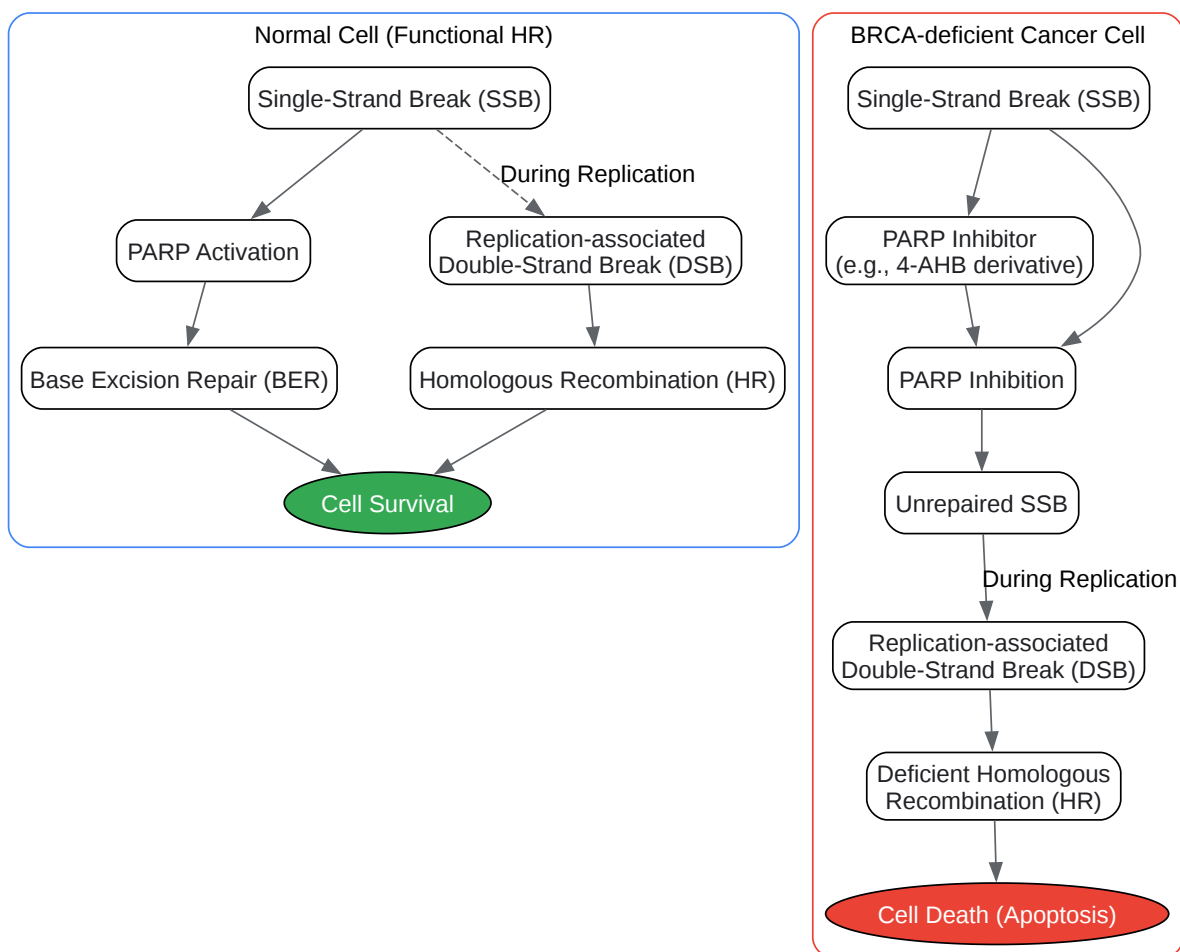 Normal Cell (Functional HR)
Single-Strand Break (SSB)
During Replication
PARP Activation
Replication-associated
Double-Strand Break (DSB)
Base Excision Repair (BER)
Homologous Recombination (HR)
Cell Survival
BRCA-deficient Cancer Cell
Single-Strand Break (SSB)
PARP Inhibitor
(e.g., 4-AHB derivative)
PARP Inhibition
Unrepaired SSB
During Replication
Replication-associated
Double-Strand Break (DSB)
Deficient Homologous
Recombination (HR)
Cell Death (Apoptosis)